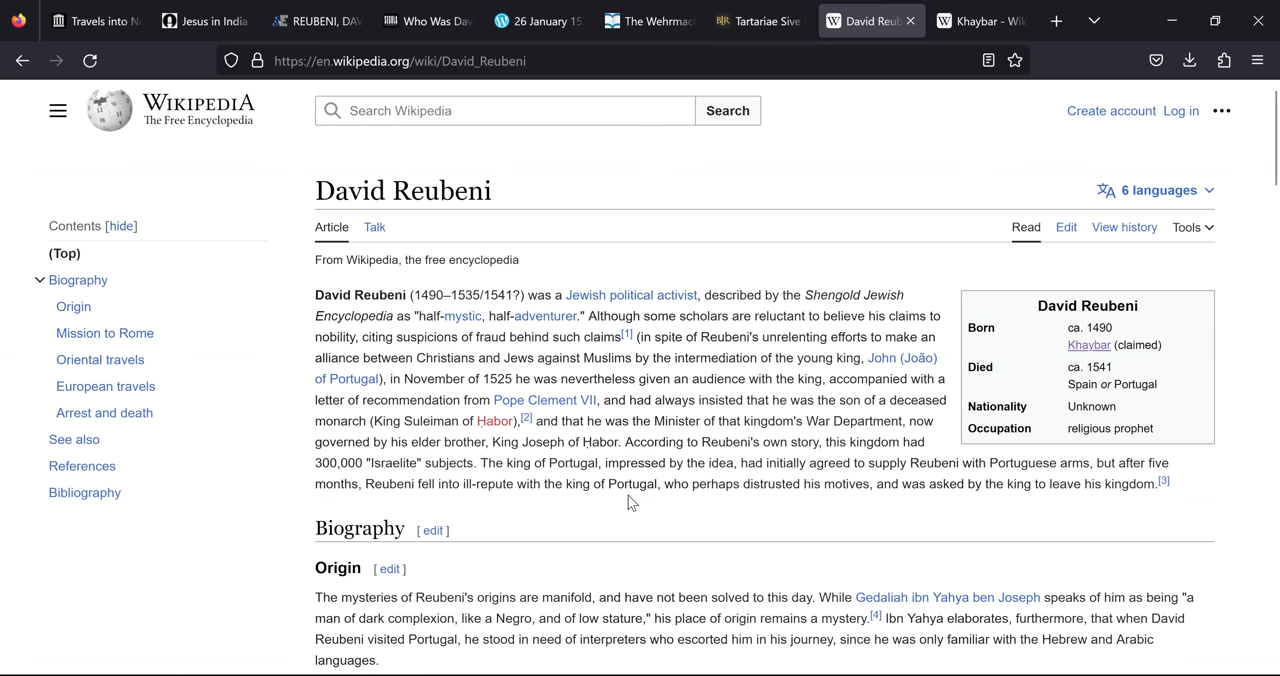 Travels into N
Jesus in India
REUBENI, DAV
Who Was Dav
26 January 15
The Wehrmac
Tartariae Sive
David Reub
Khaybar - Wik
https://en.wikipedia.org/wiki/David_Reubeni
WIKIPEDIA
The Free Encyclopedia
Search Wikipedia
Search
Create account Log in
David Reubeni
6 languages
Article Talk
Read Edit View history Tools
From Wikipedia, the free encyclopedia
Contents [hide]
(Top)
Biography
Origin
Mission to Rome
Oriental travels
European travels
Arrest and death
See also
References
Bibliography
David Reubeni (1490–1535/1541?) was a Jewish political activist, described by the Shengold Jewish
Encyclopedia as "half-mystic, half-adventurer." Although some scholars are reluctant to believe his claims to
nobility, citing suspicions of fraud behind such claims[1] (in spite of Reubeni's unrelenting efforts to make an
alliance between Christians and Jews against Muslims by the intermediation of the young king, John (João)
of Portugal), in November of 1525 he was nevertheless given an audience with the king, accompanied with a
letter of recommendation from Pope Clement VII, and had always insisted that he was the son of a deceased
monarch (King Suleiman of Ḥabor),[2] and that he was the Minister of that kingdom's War Department, now
governed by his elder brother, King Joseph of Ḥabor. According to Reubeni's own story, this kingdom had
300,000 "Israelite" subjects. The king of Portugal, impressed by the idea, had initially agreed to supply Reubeni with Portuguese arms, but after five
months, Reubeni fell into ill-repute with the king of Portugal, who perhaps distrusted his motives, and was asked by the king to leave his kingdom.[3]
David Reubeni
Born ca. 1490
Khaybar (claimed)
Died ca. 1541
Spain or Portugal
Nationality Unknown
Occupation religious prophet
Biography [ edit ]
Origin [ edit ]
The mysteries of Reubeni's origins are manifold, and have not been solved to this day. While Gedaliah ibn Yahya ben Joseph speaks of him as being "a
man of dark complexion, like a Negro, and of low stature," his place of origin remains a mystery.[4] Ibn Yahya elaborates, furthermore, that when David
Reubeni visited Portugal, he stood in need of interpreters who escorted him in his journey, since he was only familiar with the Hebrew and Arabic
languages.